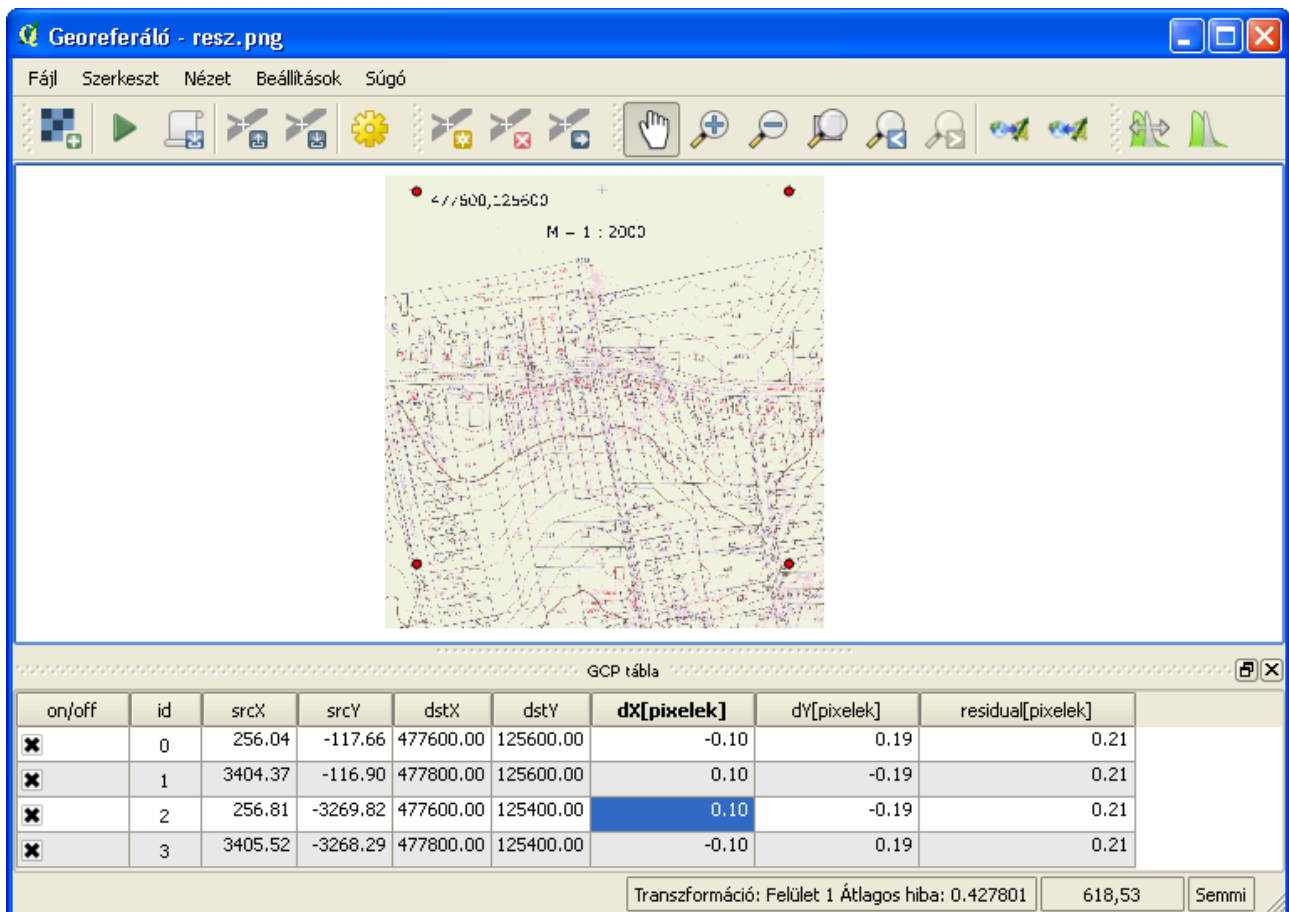 Georeferáló - resz.png
Fájl Szerkeszt Nézet Beállítások Súgó
477600,125600
M - 1 : 2000
GCP tábla
on/off id srcX srcY dstX dstY dX[pixelek] dY[pixelek] residual[pixelek]
0 256.04 -117.66 477600.00 125600.00 -0.10 0.19 0.21
1 3404.37 -116.90 477800.00 125600.00 0.10 -0.19 0.21
2 256.81 -3269.82 477600.00 125400.00 0.10 -0.19 0.21
3 3405.52 -3268.29 477800.00 125400.00 -0.10 0.19 0.21
Transzformáció: Felület 1 Átlagos hiba: 0.427801 618,53 Semmi